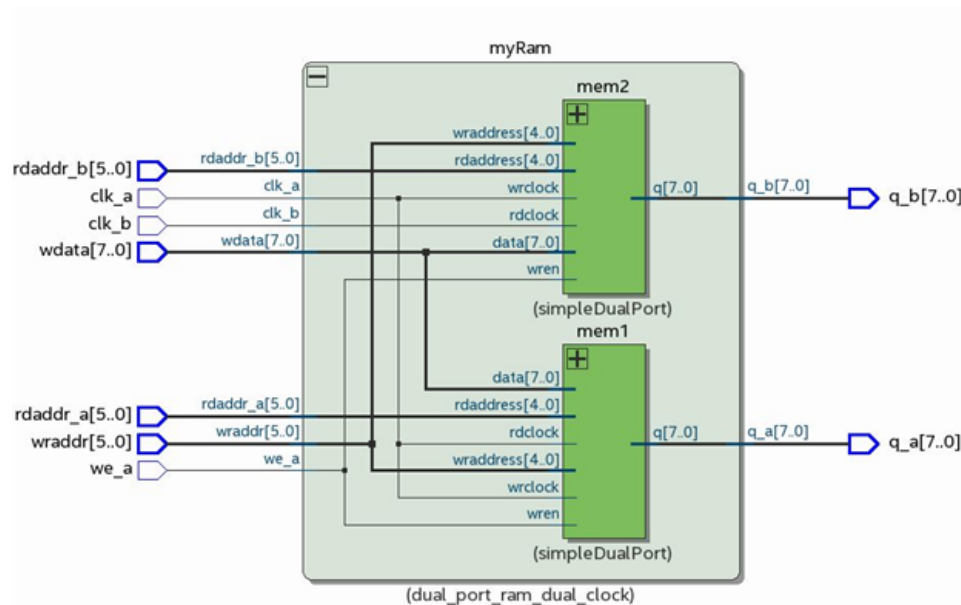 myRam
mem2
wraddress[4..0]
rdaddr_b[5..0] rdaddr_b[5..0] rdaddress[4..0]
clk_a clk_a wrclock q[7..0] q_b[7..0] q_b[7..0]
clk_b clk_b rdclock
wdata[7..0] wdata[7..0] data[7..0]
wren
(simpleDualPort)
mem1
data[7..0]
rdaddr_a[5..0] rdaddr_a[5..0] rdaddress[4..0]
wraddr[5..0] wraddr[5..0] rdclock q[7..0] q_a[7..0] q_a[7..0]
we_a we_a wraddress[4..0]
wrclock
wren
(simpleDualPort)
(dual_port_ram_dual_clock)